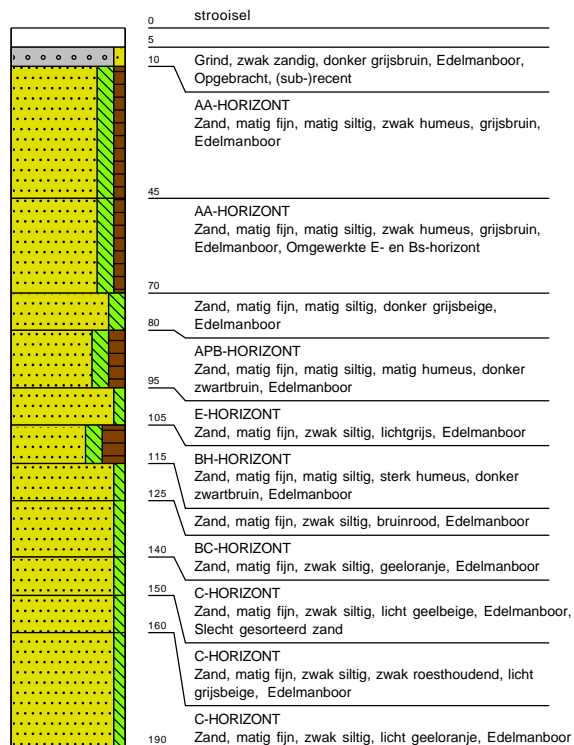 0
strooisel
5
10
Grind, zwak zandig, donker grijsbruin, Edelmanboor,
Opgebracht, (sub-)recent
AA-HORIZONT
Zand, matig fijn, matig siltig, zwak humeus, grijsbruin,
Edelmanboor
45
AA-HORIZONT
Zand, matig fijn, matig siltig, zwak humeus, grijsbruin,
Edelmanboor, Omgewerkte E- en Bs-horizont
70
Zand, matig fijn, matig siltig, donker grijsbeige,
Edelmanboor
80
APB-HORIZONT
Zand, matig fijn, matig siltig, matig humeus, donker
zwartbruin, Edelmanboor
95
E-HORIZONT
Zand, matig fijn, zwak siltig, lichtgrijs, Edelmanboor
105
BH-HORIZONT
Zand, matig fijn, matig siltig, sterk humeus, donker
zwartbruin, Edelmanboor
115
Zand, matig fijn, zwak siltig, bruinrood, Edelmanboor
125
BC-HORIZONT
Zand, matig fijn, zwak siltig, geeloranje, Edelmanboor
140
C-HORIZONT
Zand, matig fijn, zwak siltig, licht geelbeige, Edelmanboor,
Slecht gesorteerd zand
150
C-HORIZONT
Zand, matig fijn, zwak siltig, zwak roesthoudend, licht
grijsbeige, Edelmanboor
160
C-HORIZONT
Zand, matig fijn, zwak siltig, licht geeloranje, Edelmanboor
190